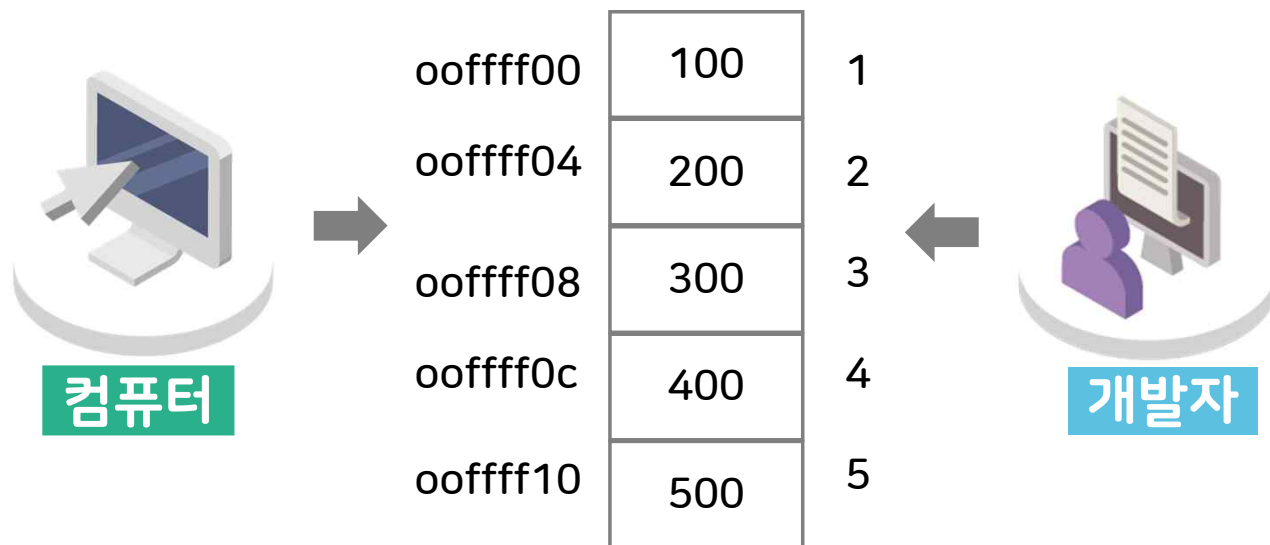 ooffff00 100 1
ooffff04 200 2
ooffff08 300 3
ooffff0c 400 4
ooffff10 500 5
컴퓨터
개발자